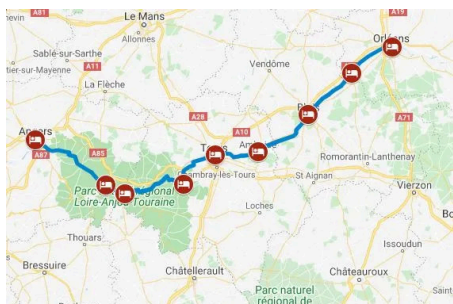 A81
Le Mans
A19
Allonnes
Orléans
Sablé-sur-Sarthe
A11
Vendôme
tier-sur-Mayenne
La Flèche
A28
A71
Angers
A10
A87
A85
Romorantin-Lanthenay
Chambray-lès-Tours
St Aignan
Vierzon
Loire-Anjou-Touraine
Loches
Thouars
Issoudun
Bressuire
Châtellerault
Châteauroux
Parc naturel
régional de